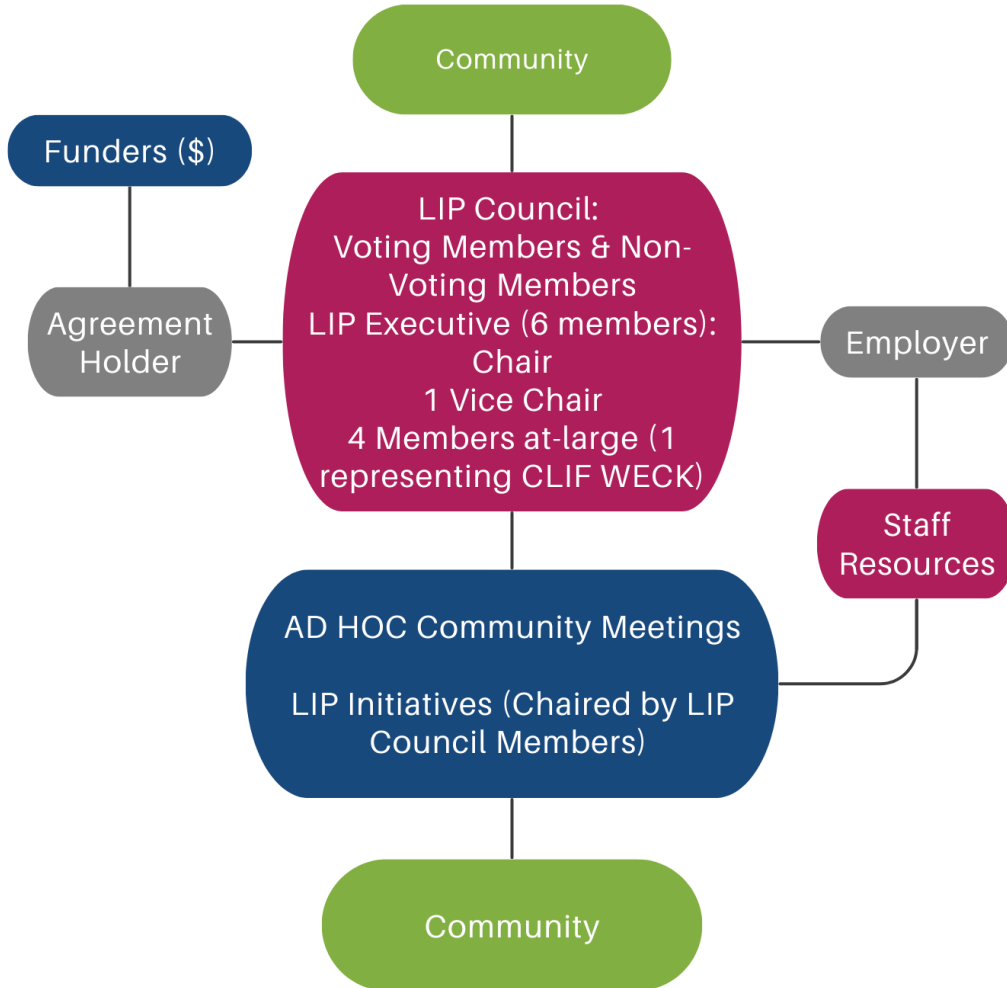 Community
Funders ($)
LIP Council:
Voting Members & Non-
Voting Members
LIP Executive (6 members):
Chair
1 Vice Chair
4 Members at-large (1
representing CLIF WECK)
Agreement
Holder
Employer
Staff
Resources
AD HOC Community Meetings
LIP Initiatives (Chaired by LIP
Council Members)
Community